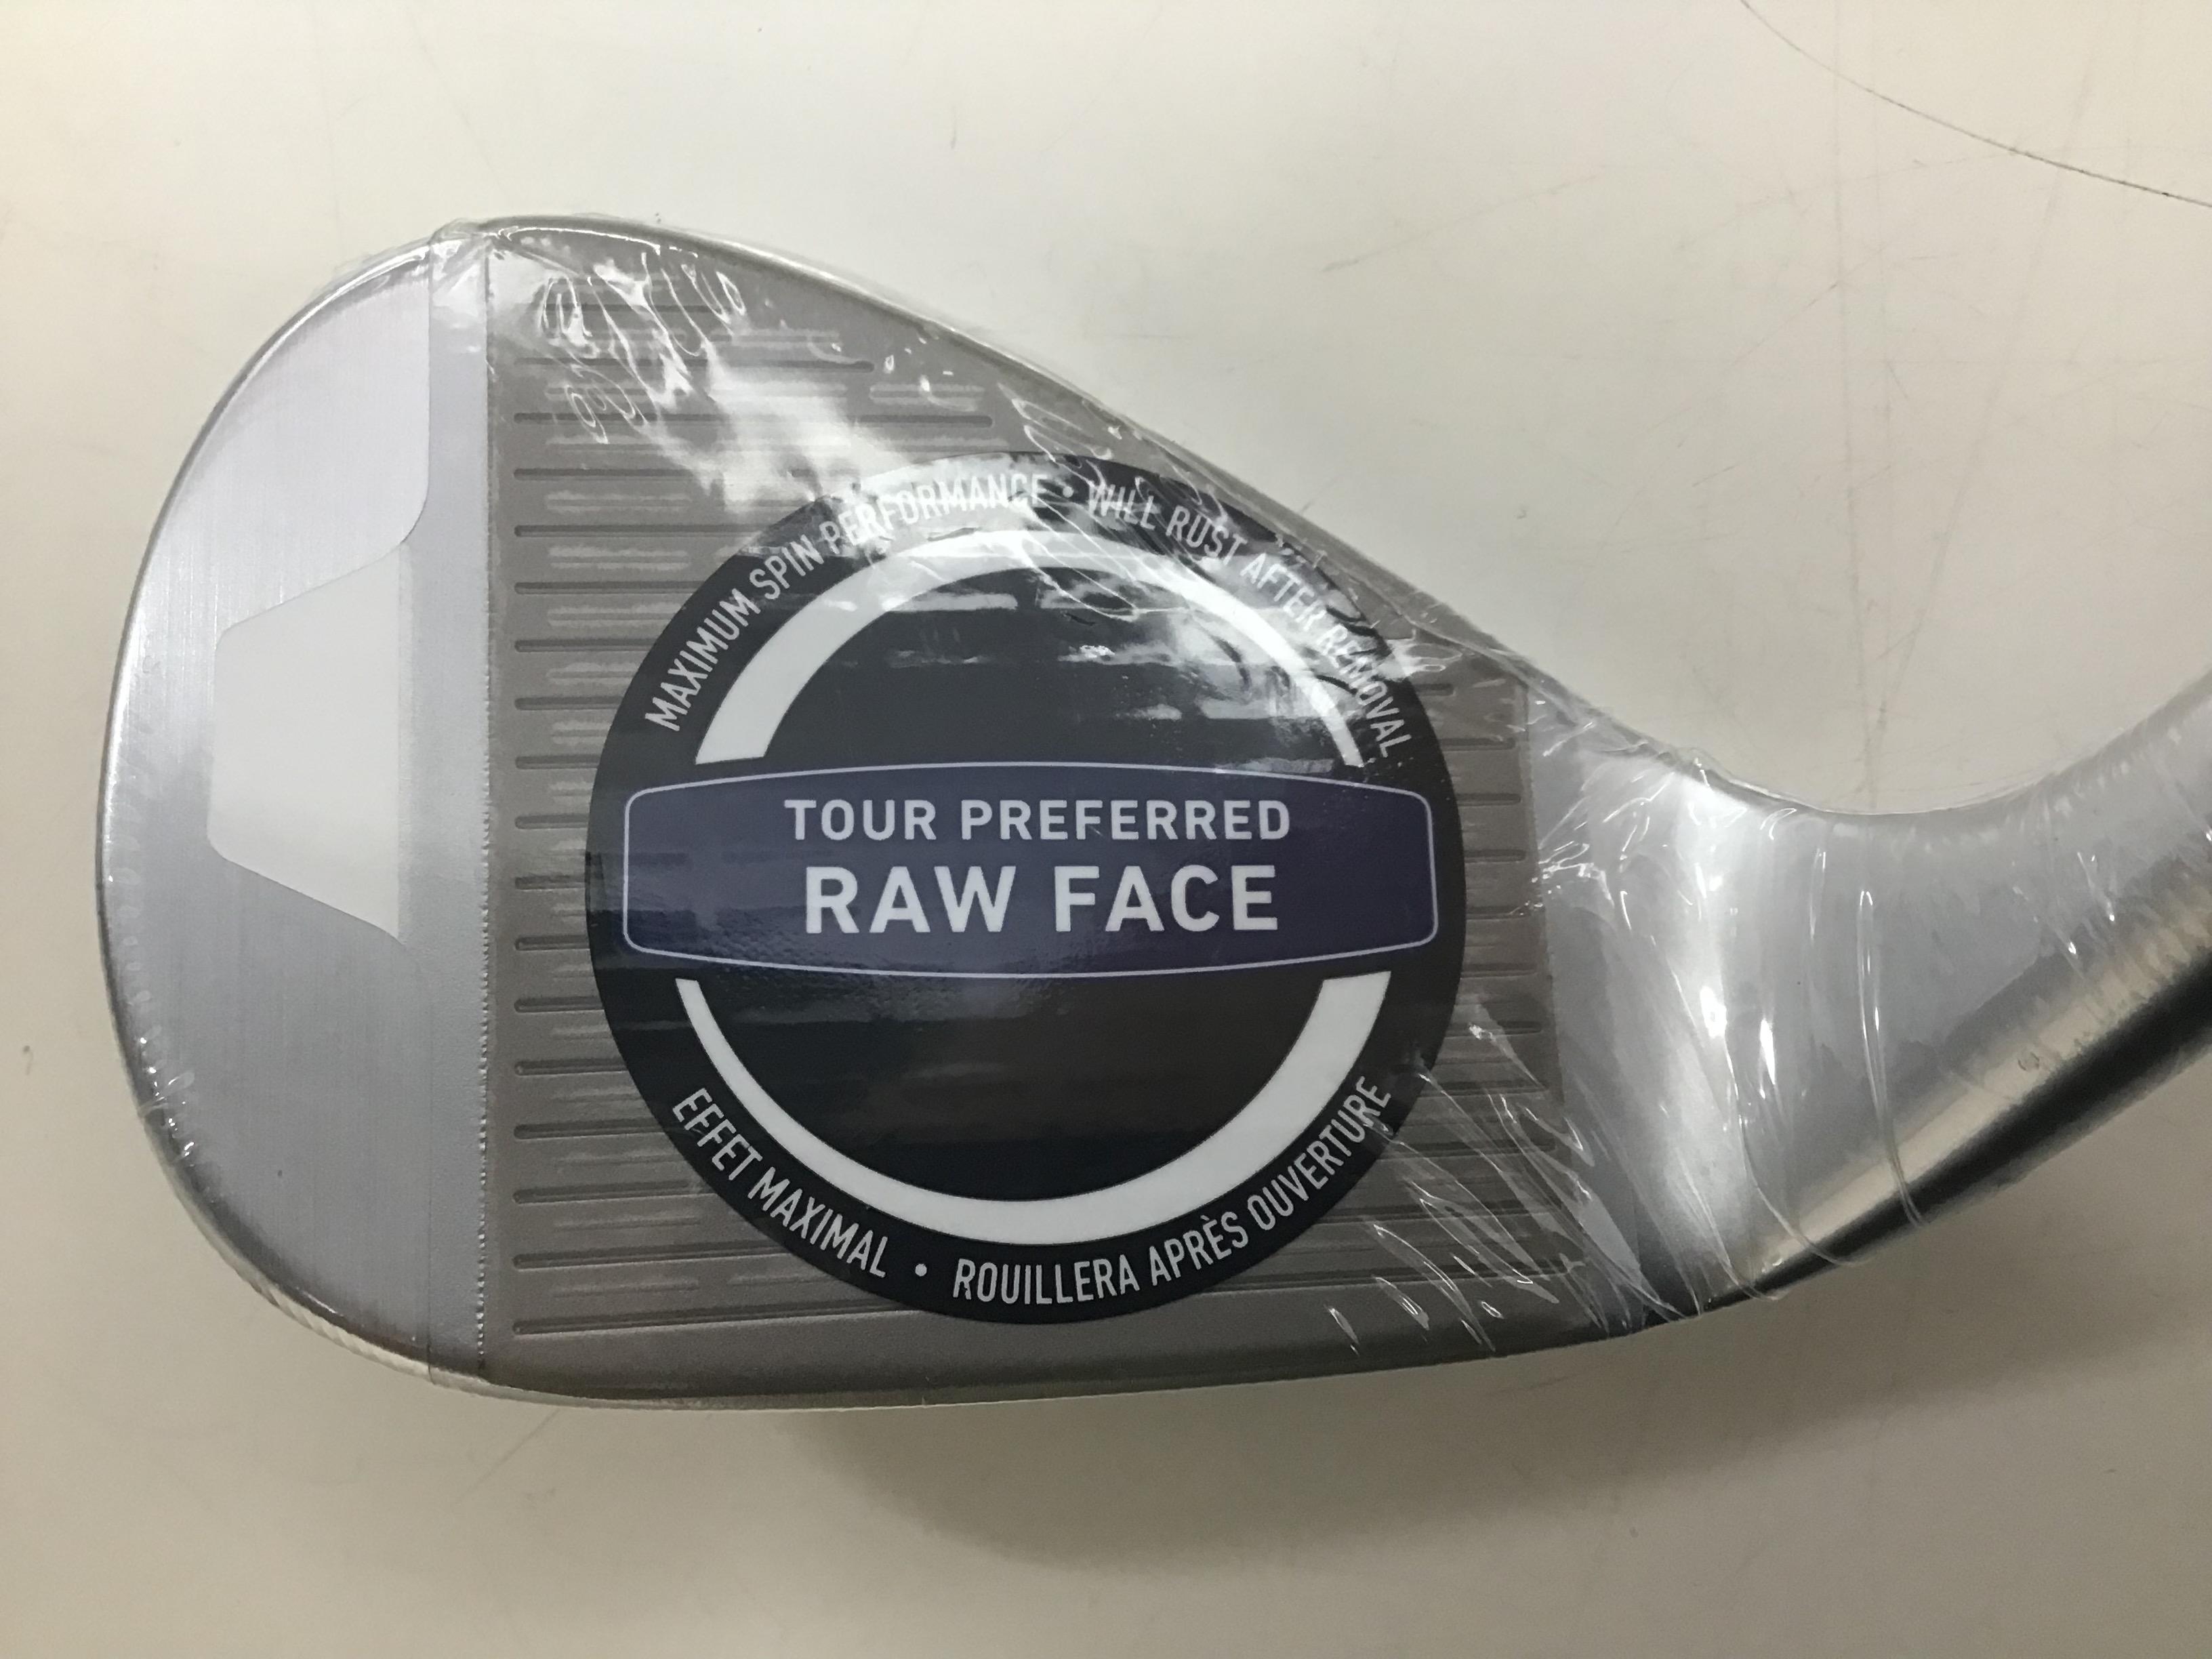 MAXIMUM SPIN PERFORMANCE • WILL RUST AFTER REMOVAL
TOUR PREFERRED
RAW FACE
EFFET MAXIMAL • ROUILLERA APRÈS OUVERTURE